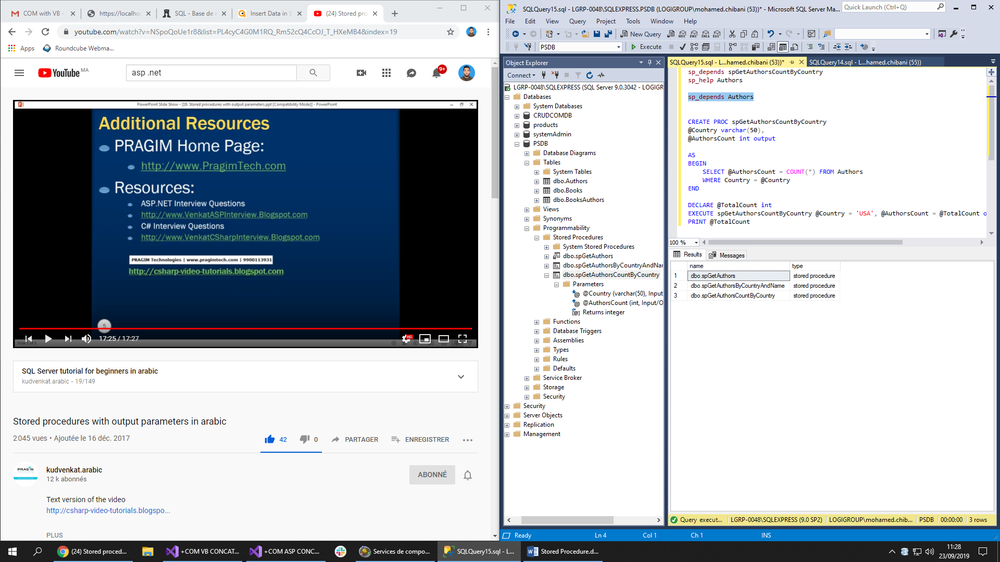 COM with VB -
https://localhos
SQL - Base de c
Insert Data in S
(24) Stored pro
youtube.com/watch?v=NSpoQoUe1r8&list=PL4cyC4G0M1RQ_Rm52cQ4CcOJ_T_HXeMB4&index=19
Apps
Roundcube Webma...
YouTube MA
asp .net
9+
PowerPoint Slide Show - [19. Stored procedures with output parameters.ppt [Compatibility Mode]] - PowerPoint
Additional Resources
PRAGIM Home Page:
http://www.PragimTech.com
Resources:
ASP.NET Interview Questions
http://www.VenkatASPInterview.Blogspot.com
C# Interview Questions
http://www.VenkatCSharpInterview.Blogspot.com
PRAGIM Technologies | www.pragimtech.com | 9900113931
http://csharp-video-tutorials.blogspot.com
5
17:25 / 17:27
HD
Slide 5 of 5
SQL Server tutorial for beginners in arabic
kudvenkat.arabic - 19/149
Stored procedures with output parameters in arabic
2 045 vues • Ajoutée le 16 déc. 2017
42
0
PARTAGER
ENREGISTRER
PRAGIM
kudvenkat.arabic
12 k abonnés
ABONNÉ
Text version of the video
http://csharp-video-tutorials.blogspo...
PLUS
SQLQuery15.sql - LGRP-0048\SQLEXPRESS.PSDB (LOGIGROUP\mohamed.chibani (53))* - Microsoft SQL Server Ma...
Quick Launch (Ctrl+Q)
File Edit View Query Project Tools Window Help
New Query
MDX DMX XMLA DAX
PSDB
Execute
Object Explorer
Connect
LGRP-0048\SQLEXPRESS (SQL Server 9.0.3042 - LOGIGR
Databases
System Databases
CRUDCOMDB
products
systemAdmin
PSDB
Database Diagrams
Tables
System Tables
dbo.Authors
dbo.Books
dbo.BooksAuthors
Views
Synonyms
Programmability
Stored Procedures
System Stored Procedures
dbo.spGetAuthors
dbo.spGetAuthorsByCountryAndNar
dbo.spGetAuthorsCountByCountry
Parameters
@Country (varchar(50), Input
@AuthorsCount (int, Input/O
Returns integer
Functions
Database Triggers
Assemblies
Types
Rules
Defaults
Service Broker
Storage
Security
Security
Server Objects
Replication
Management
SQLQuery15.sql - L...hamed.chibani (53))*
SQLQuery14.sql - L...hamed.chibani (55))
sp_depends spGetAuthorsCountByCountry
sp_help Authors
sp_depends Authors
CREATE PROC spGetAuthorsCountByCountry
@Country varchar(50),
@AuthorsCount int output
AS
BEGIN
SELECT @AuthorsCount = COUNT(*) FROM Authors
WHERE Country = @Country
END
DECLARE @TotalCount int
EXECUTE spGetAuthorsCountByCountry @Country = 'USA', @AuthorsCount = @TotalCount o
PRINT @TotalCount
100 %
Results
Messages
name type
1 dbo.spGetAuthors stored procedure
2 dbo.spGetAuthorsByCountryAndName stored procedure
3 dbo.spGetAuthorsCountByCountry stored procedure
Query execut...
LGRP-0048\SQLEXPRESS (9.0 SP2)
LOGIGROUP\mohamed.chib...
PSDB
00:00:00
3 rows
Ready
Ln 4
Col 1
Ch 1
INS
(24) Stored proced...
+COM VB CONCAT...
+COM ASP CONC...
Services de compo...
SQLQuery15.sql - L...
Stored Procedure.d...
11:28
23/09/2019